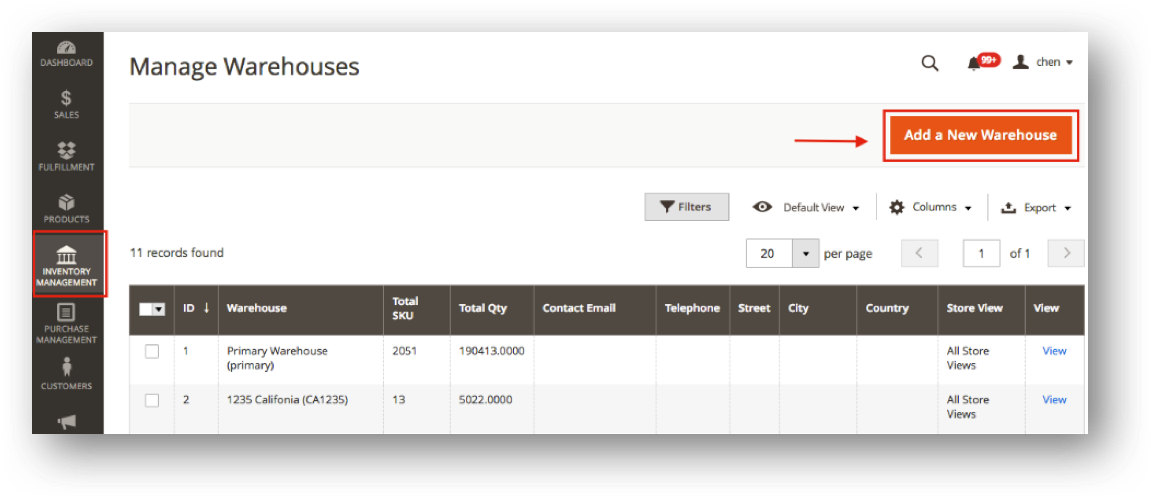 DASHBOARD
SALES
FULFILLMENT
PRODUCTS
INVENTORY
MANAGEMENT
PURCHASE
MANAGEMENT
CUSTOMERS
Manage Warehouses
99+ chen
Add a New Warehouse
Filters Default View Columns Export
11 records found 20 per page 1 of 1
ID Warehouse Total SKU Total Qty Contact Email Telephone Street City Country Store View View
1 Primary Warehouse 2051 190413.0000 All Store View
(primary) Views
2 1235 Califonia (CA1235) 13 5022.0000 All Store View
Views